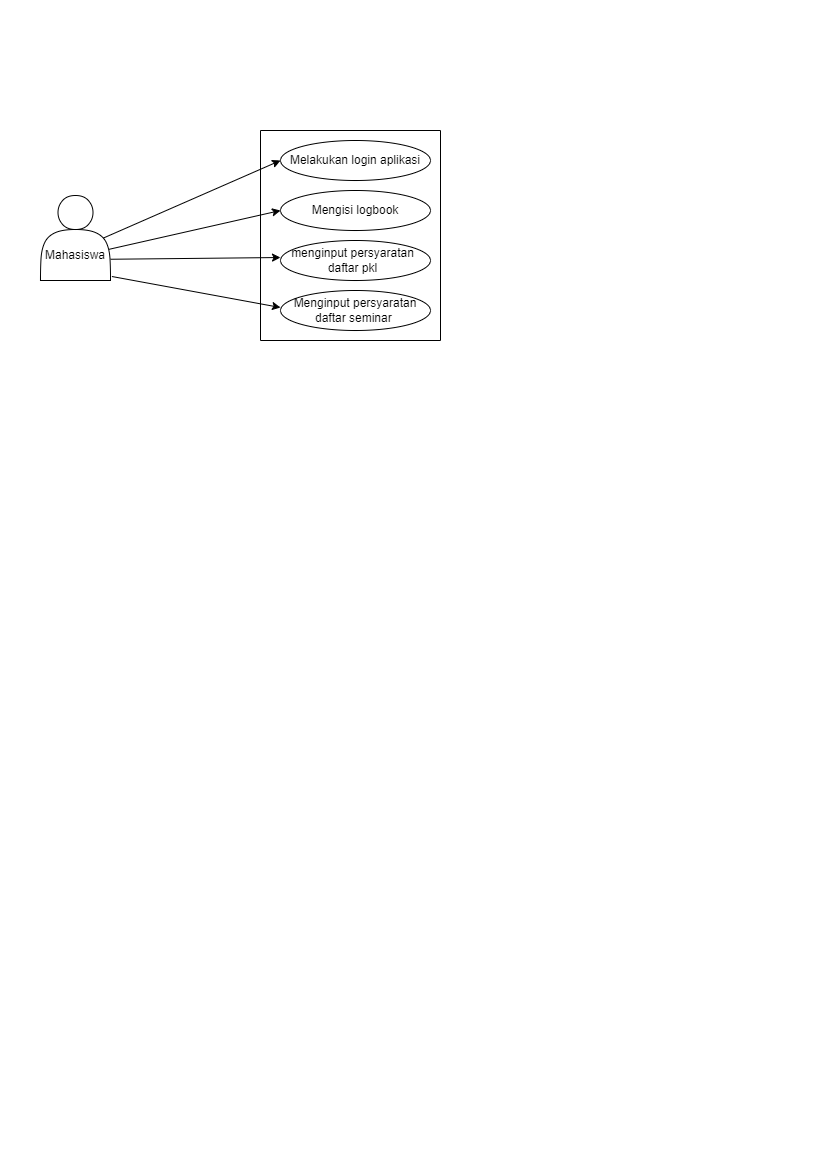 Melakukan login aplikasi
Mengisi logbook
Mahasiswa
menginput persyaratan
daftar pkl
Menginput persyaratan
daftar seminar